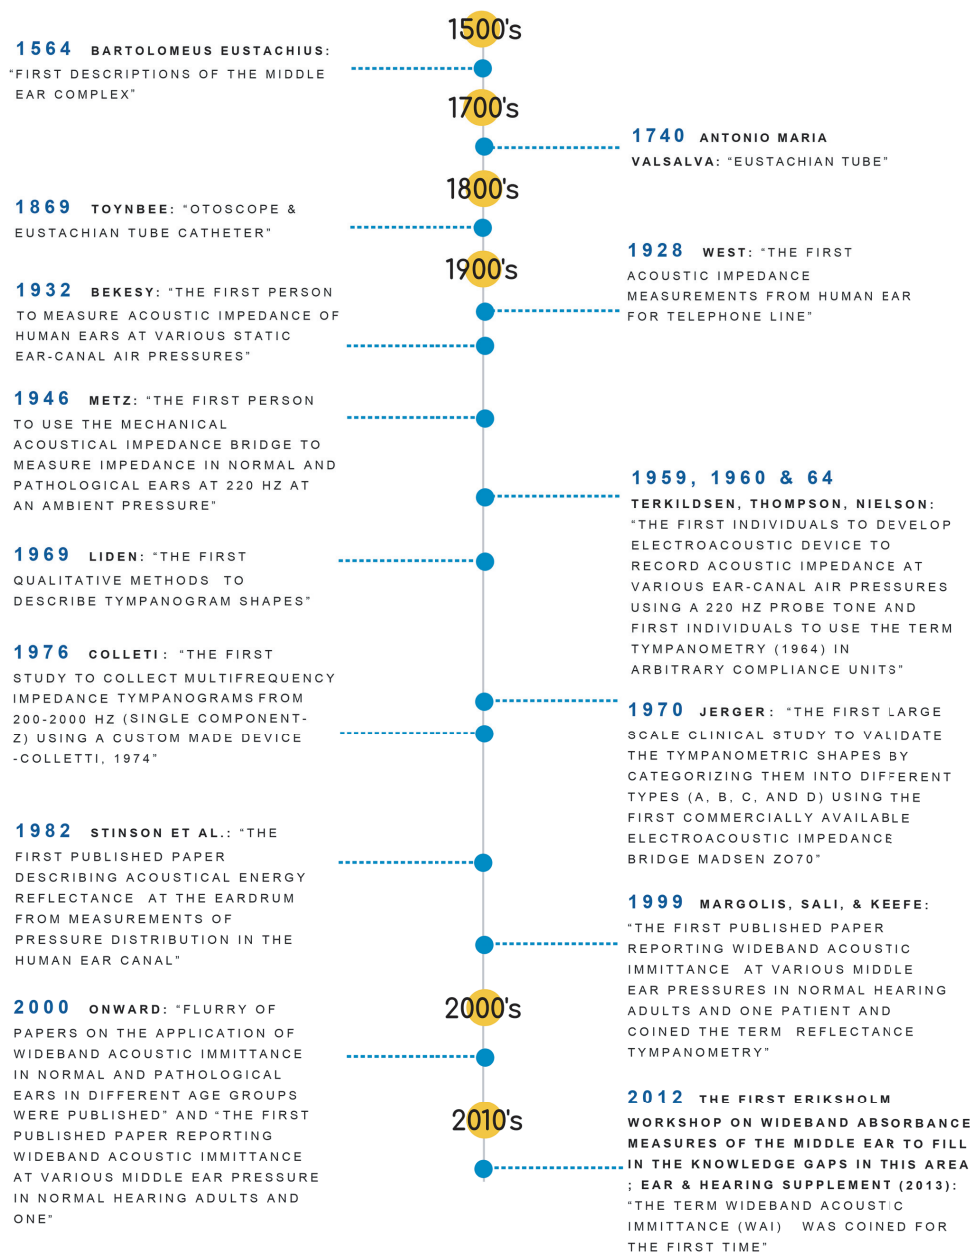 1500's
1564 BARTOLOMEUS EUSTACHIUS:
“FIRST DESCRIPTIONS OF THE MIDDLE
EAR COMPLEX”
1700's
1740 ANTONIO MARIA
VALSALVA: “EUSTACHIAN TUBE”
1800's
1869 TOYNBEE: “OTOSCOPE &
EUSTACHIAN TUBE CATHETER”
1900's
1928 WEST: “THE FIRST
ACOUSTIC IMPEDANCE
MEASUREMENTS FROM HUMAN EAR
FOR TELEPHONE LINE”
1932 BEKESY: “THE FIRST PERSON
TO MEASURE ACOUSTIC IMPEDANCE OF
HUMAN EARS AT VARIOUS STATIC
EAR-CANAL AIR PRESSURES”
1946 METZ: “THE FIRST PERSON
TO USE THE MECHANICAL
ACOUSTICAL IMPEDANCE BRIDGE TO
MEASURE IMPEDANCE IN NORMAL AND
PATHOLOGICAL EARS AT 220 HZ AT
AN AMBIENT PRESSURE”
1959, 1960 & 64
TERKILDSEN, THOMPSON, NIELSON:
“THE FIRST INDIVIDUALS TO DEVELOP
ELECTROACOUSTIC DEVICE TO
RECORD ACOUSTIC IMPEDANCE AT
VARIOUS EAR-CANAL AIR PRESSURES
USING A 220 HZ PROBE TONE AND
FIRST INDIVIDUALS TO USE THE TERM
TYMPANOMETRY (1964) IN
ARBITRARY COMPLIANCE UNITS”
1969 LIDEN: “THE FIRST
QUALITATIVE METHODS TO
DESCRIBE TYMPANOGRAM SHAPES”
1970 JERGER: “THE FIRST LARGE
SCALE CLINICAL STUDY TO VALIDATE
THE TYMPANOMETRIC SHAPES BY
CATEGORIZING THEM INTO DIFFERENT
TYPES (A, B, C, AND D) USING THE
FIRST COMMERCIALLY AVAILABLE
ELECTROACOUSTIC IMPEDANCE
BRIDGE MADSEN ZO70”
1976 COLLETI: “THE FIRST
STUDY TO COLLECT MULTIFREQUENCY
IMPEDANCE TYMPANOGRAMS FROM
200-2000 HZ (SINGLE COMPONENT-
Z) USING A CUSTOM MADE DEVICE
-COLLETTI, 1974”
1982 STINSON ET AL.: “THE
FIRST PUBLISHED PAPER
DESCRIBING ACOUSTICAL ENERGY
REFLECTANCE AT THE EARDRUM
FROM MEASUREMENTS OF
PRESSURE DISTRIBUTION IN THE
HUMAN EAR CANAL”
1999 MARGOLIS, SALI, & KEEFE:
“THE FIRST PUBLISHED PAPER
REPORTING WIDEBAND ACOUSTIC
IMMITTANCE AT VARIOUS MIDDLE
EAR PRESSURES IN NORMAL HEARING
ADULTS AND ONE PATIENT AND
COINED THE TERM REFLECTANCE
TYMPANOMETRY”
2000's
2000 ONWARD: “FLURRY OF
PAPERS ON THE APPLICATION OF
WIDEBAND ACOUSTIC IMMITTANCE
IN NORMAL AND PATHOLOGICAL
EARS IN DIFFERENT AGE GROUPS
WERE PUBLISHED” AND “THE FIRST
PUBLISHED PAPER REPORTING
WIDEBAND ACOUSTIC IMMITTANCE
AT VARIOUS MIDDLE EAR PRESSURE
IN NORMAL HEARING ADULTS AND
ONE”
2010's
2012 THE FIRST ERIKSHOLM
WORKSHOP ON WIDEBAND ABSORBANCE
MEASURES OF THE MIDDLE EAR TO FILL
IN THE KNOWLEDGE GAPS IN THIS AREA
; EAR & HEARING SUPPLEMENT (2013):
“THE TERM WIDEBAND ACOUSTIC
IMMITTANCE (WAI) WAS COINED FOR
THE FIRST TIME”